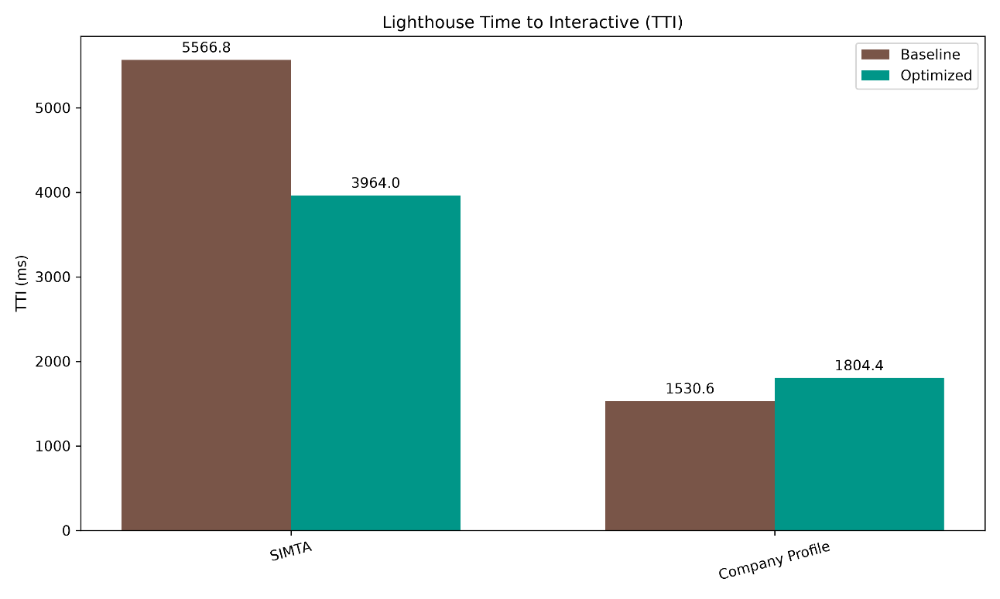 Lighthouse Time to Interactive (TTI)
5566.8
Baseline
Optimized
5000
3964.0
4000
TTI (ms)
3000
2000
1804.4
1530.6
1000
0
SIMTA
Company Profile